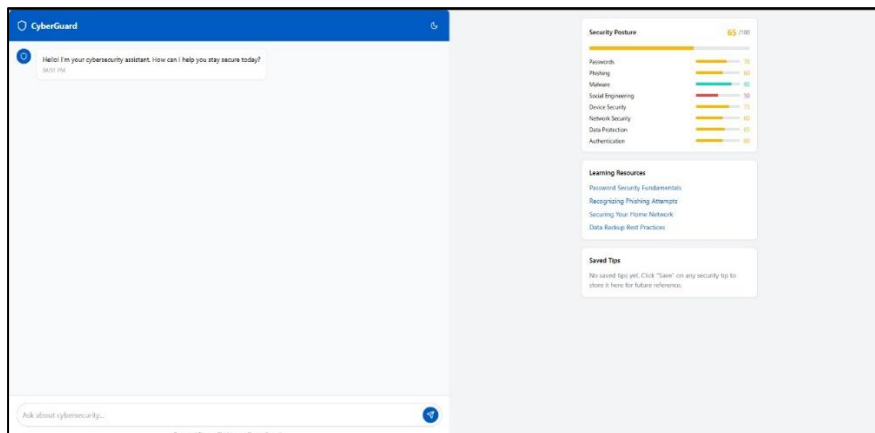 CyberGuard
Hello! I'm your cybersecurity assistant. How can I help you stay secure today?
Ask about cybersecurity...
Security Posture 65 /100
Passwords 70
Phishing 60
Malware 80
Social Engineering 50
Device Security 75
Network Security 60
Data Protection 65
Authentication 60
Learning Resources
Password Security Fundamentals
Recognizing Phishing Attempts
Securing Your Home Network
Data Backup Best Practices
Saved Tips
No saved tips yet. Click "Save" on any security tip to
store it here for future reference.